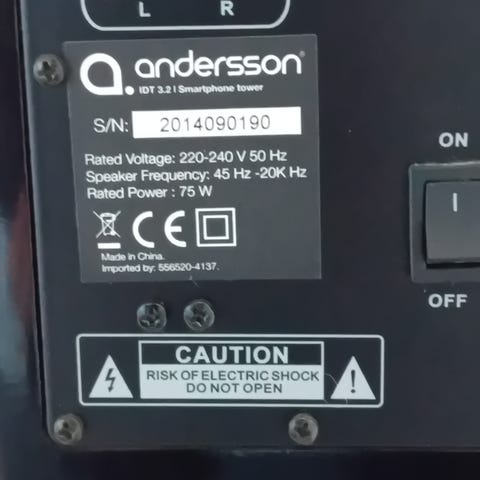 L R
andersson®
IDT 3.2 | Smartphone tower
S/N: 2014090190
Rated Voltage: 220-240 V 50 Hz
Speaker Frequency: 45 Hz -20K Hz
Rated Power : 75 W
CE
Made in China.
Imported by: 556520-4137.
ON
I
OFF
CAUTION
RISK OF ELECTRIC SHOCK
DO NOT OPEN